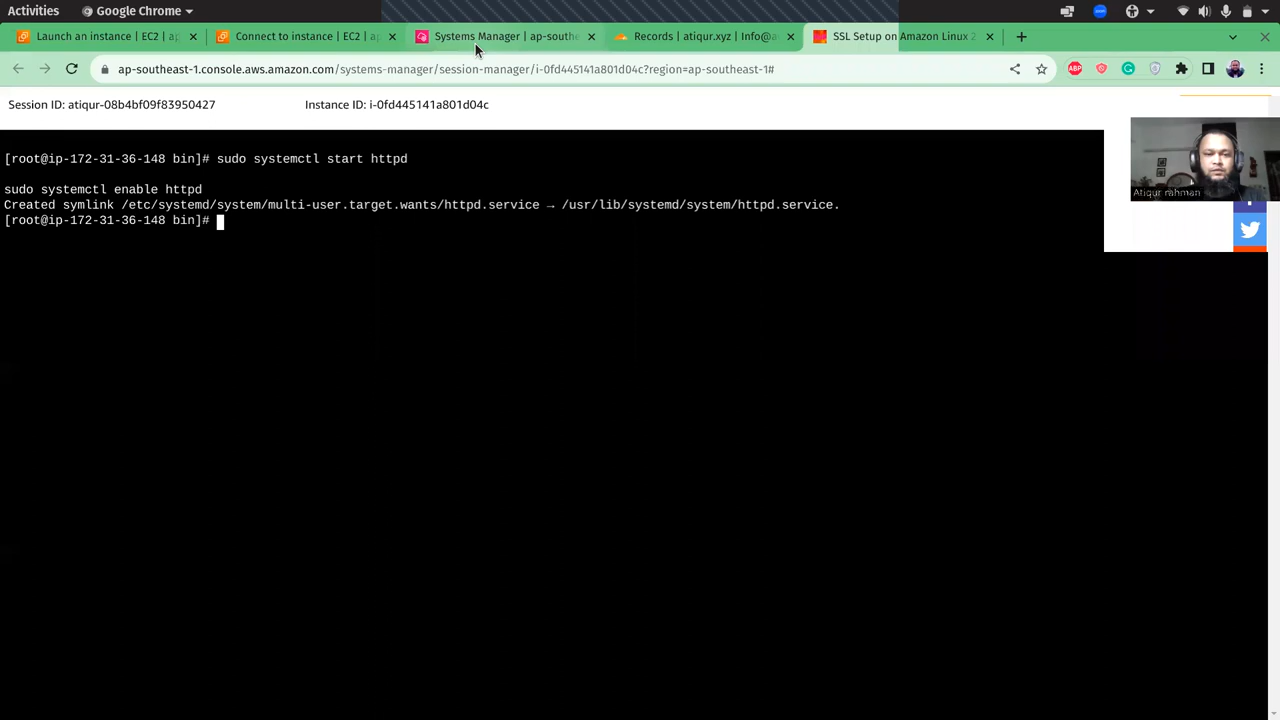 Activities
Google Chrome
Launch an instance | EC2 | ap
Connect to instance | EC2 | ap
Systems Manager | ap-southe
Records | atiqur.xyz | Info@a
SSL Setup on Amazon Linux 2
ap-southeast-1.console.aws.amazon.com/systems-manager/session-manager/i-0fd445141a801d04c?region=ap-southeast-1#
ABP
Session ID: atiqur-08b4bf09f83950427
Instance ID: i-0fd445141a801d04c
[root@ip-172-31-36-148 bin]# sudo systemctl start httpd
sudo systemctl enable httpd
Created symlink /etc/systemd/system/multi-user.target.wants/httpd.service → /usr/lib/systemd/system/httpd.service.
[root@ip-172-31-36-148 bin]#
Atiqur rahman